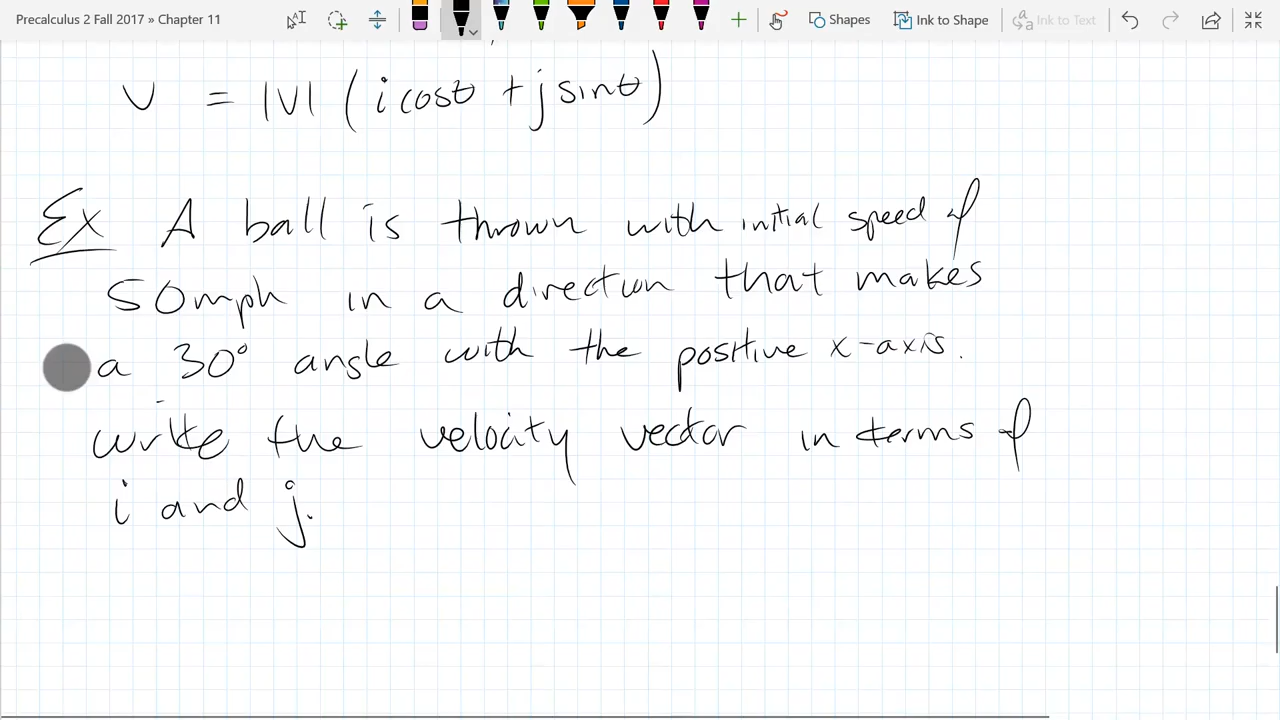 Precalculus 2 Fall 2017 » Chapter 11
Shapes
Ink to Shape
Ink to Text
V = |V| (i cosθ + j sinθ)
Ex A ball is thrown with initial speed of
50mph in a direction that makes
a 30° angle with the positive x-axis.
write the velocity vector in terms of
i and j.